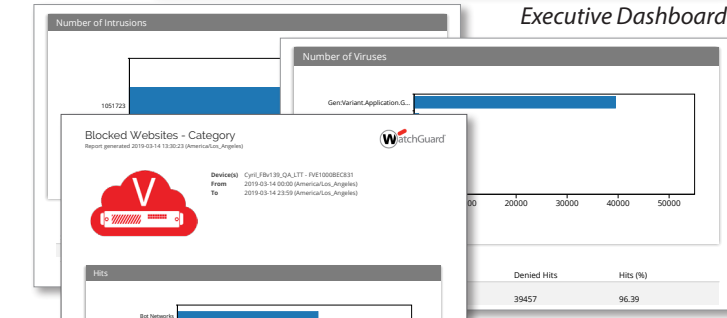 Executive Dashboard
Number of Intrusions
1051723
Number of Viruses
Gen:Variant.Application.G...
00
20000
30000
40000
50000
Denied Hits
Hits (%)
39457
96.39
Blocked Websites - Category
Report generated 2019-03-14 13:30:23 (America/Los_Angeles)
WatchGuard
V
Device(s) Cyril_FBv139_QA_LTT - FVE1000BEC831
From 2019-03-14 00:00 (America/Los_Angeles)
To 2019-03-14 23:59 (America/Los_Angeles)
Hits
Bot Networks